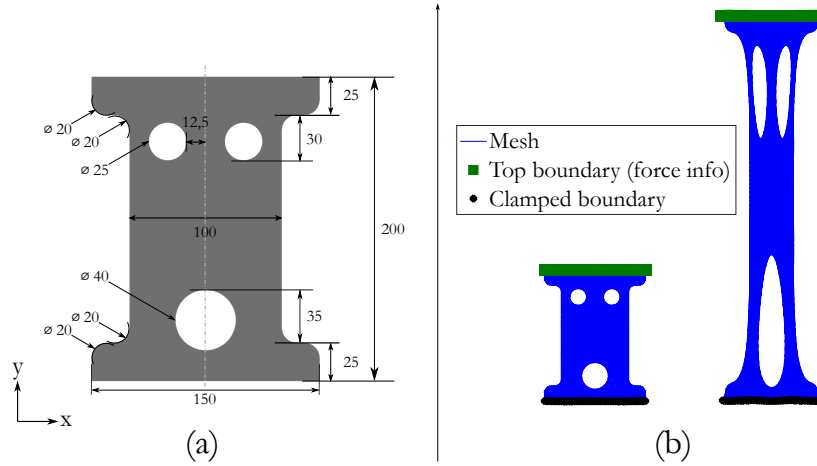 25
12,5
⌀ 20
⌀ 20
⌀ 25
30
100
200
⌀ 40
⌀ 20
⌀ 20
35
25
150
y
x
(a)
Mesh
Top boundary (force info)
Clamped boundary
(b)